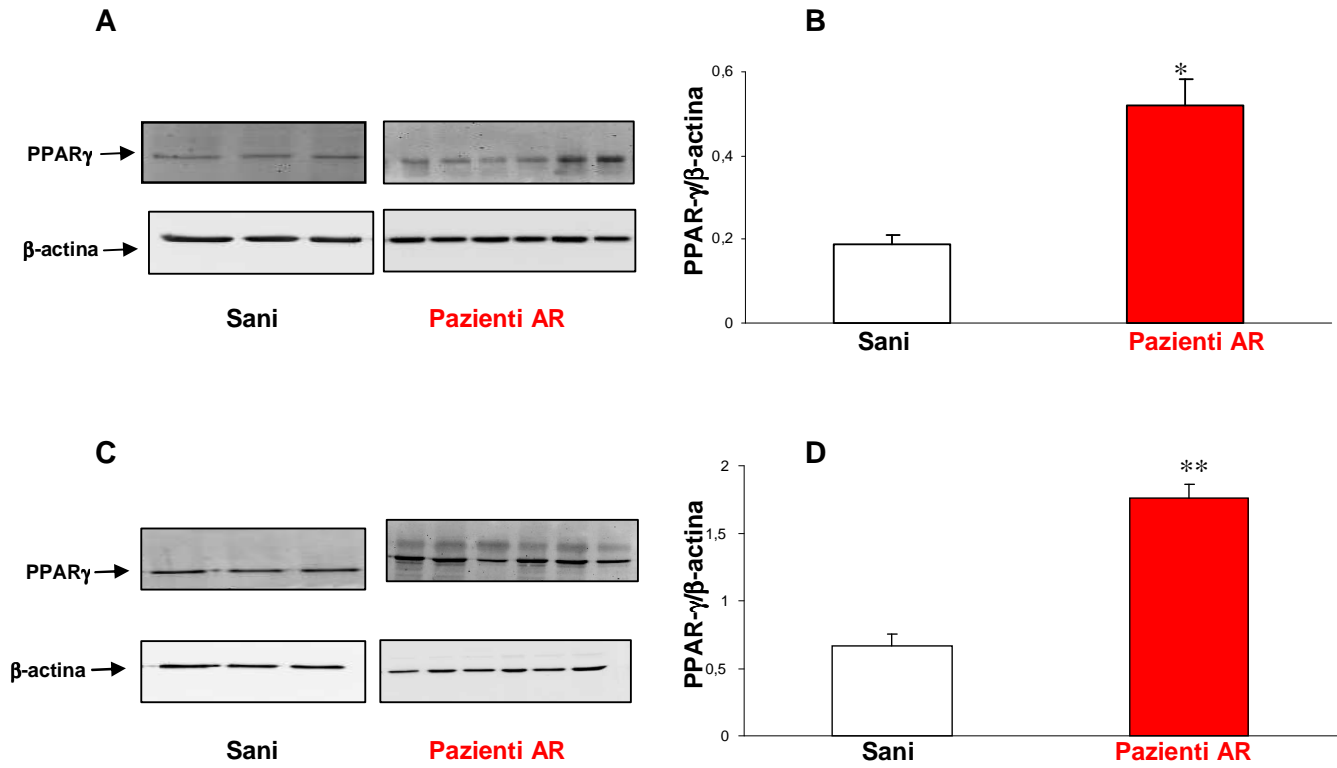 A
PPARγ
β-actina
Sani Pazienti AR
B
0,6
0,4
0,2
0
PPAR-γ/β-actina
*
Sani Pazienti AR
C
PPARγ
β-actina
Sani Pazienti AR
D
2
1,5
1
0,5
0
PPAR-γ/β-actina
**
Sani Pazienti AR